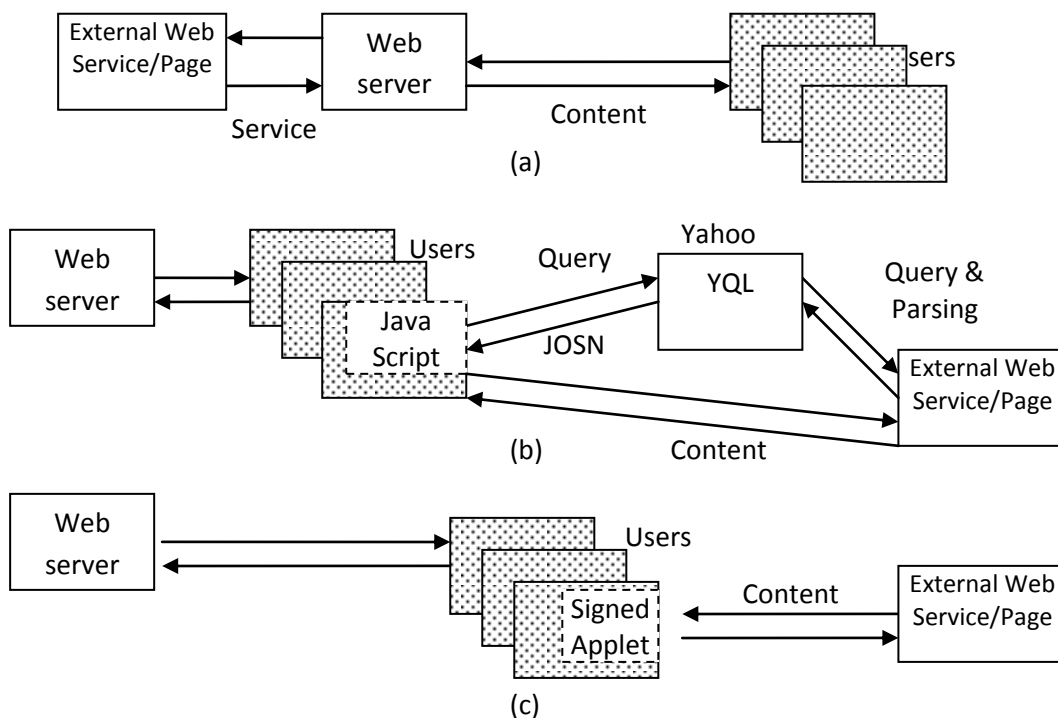 External Web
Service/Page
Web
server
sers
Service
Content
(a)
Web
server
Users
Java
Script
Query
JOSN
Yahoo
YQL
Query &
Parsing
External Web
Service/Page
Content
(b)
Web
server
Users
Signed
Applet
Content
External Web
Service/Page
(c)